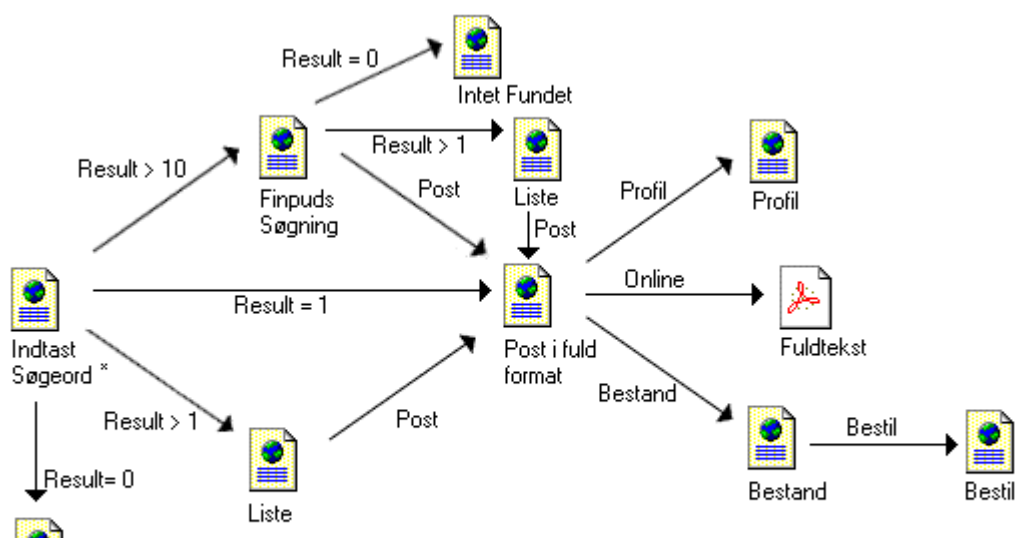 Result = 0
Intet Fundet
Result > 10
Result > 1
Finpuds
Søgning
Post
Liste
Post
Profil
Profil
Indtast
Søgeord *
Result = 1
Post i fuld
format
Online
Fuldtekst
Result > 1
Post
Liste
Bestand
Bestand
Bestil
Bestil
Result= 0